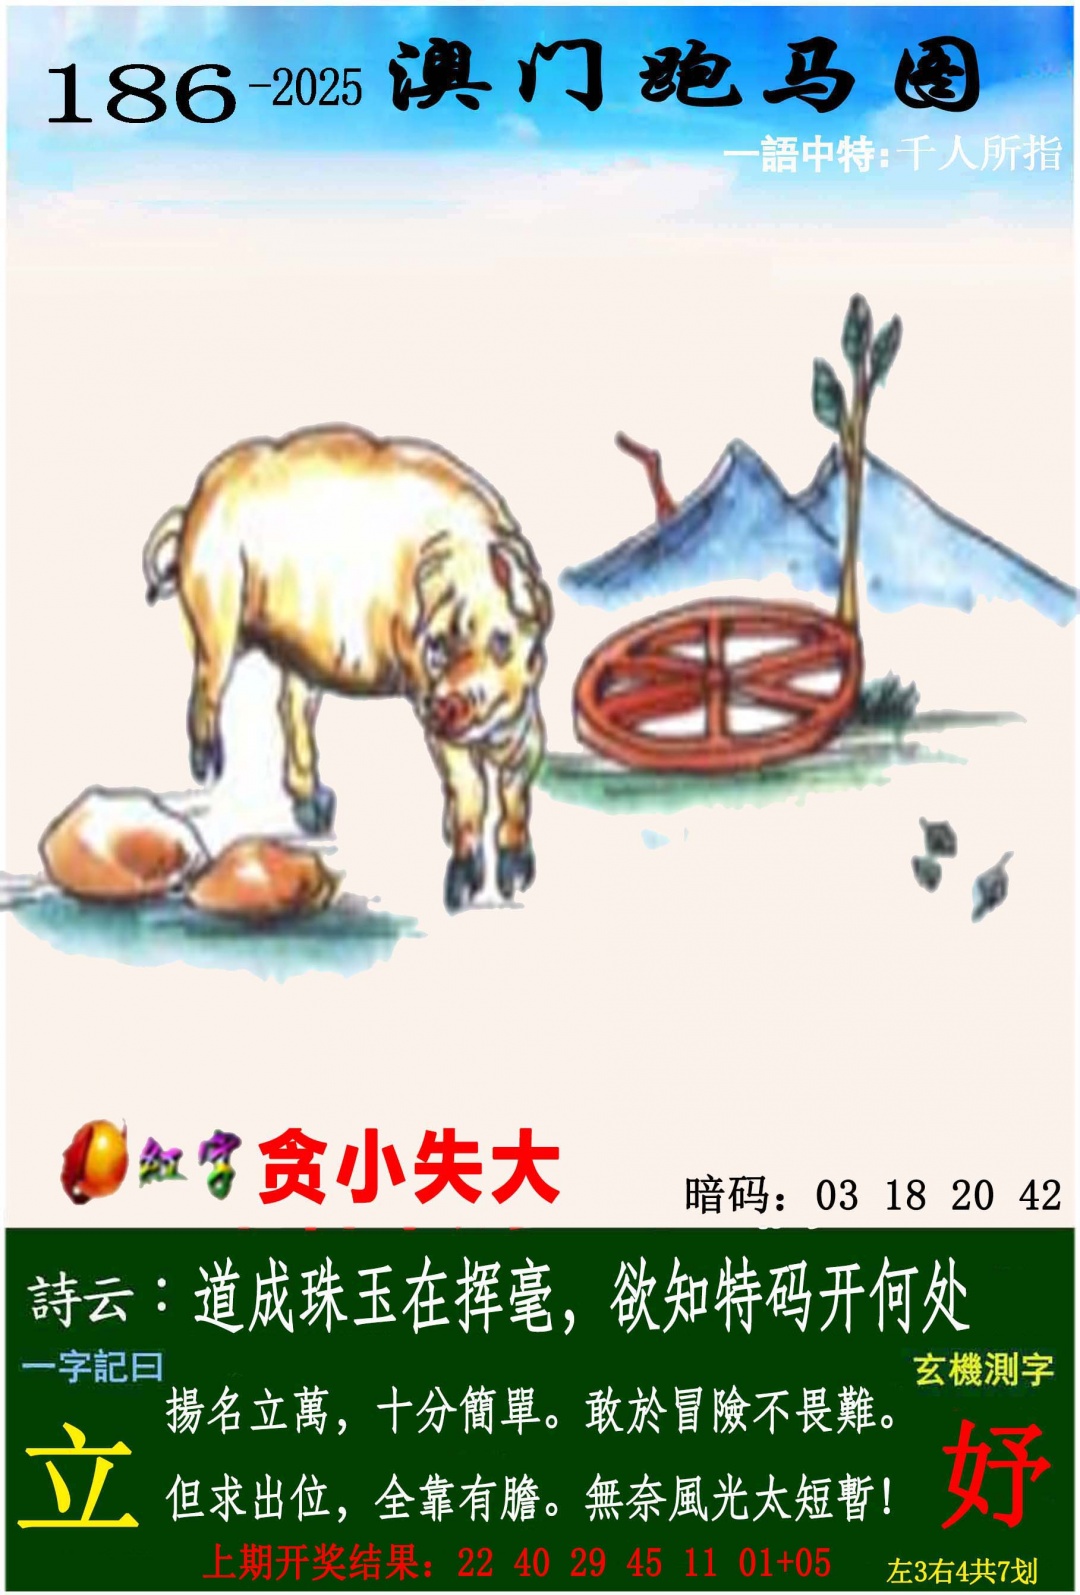 186-2025 澳门跑马图
一語中特:千人所指
红字 贪小失大
暗码：03 18 20 42
詩云：道成珠玉在挥毫，欲知特码开何处
一字記曰
玄機測字
揚名立萬，十分簡單。敢於冒險不畏難。
立
妤
但求出位，全靠有膽。無奈風光太短暫！
上期开奖结果：22 40 29 45 11 01+05
左3右4共7划